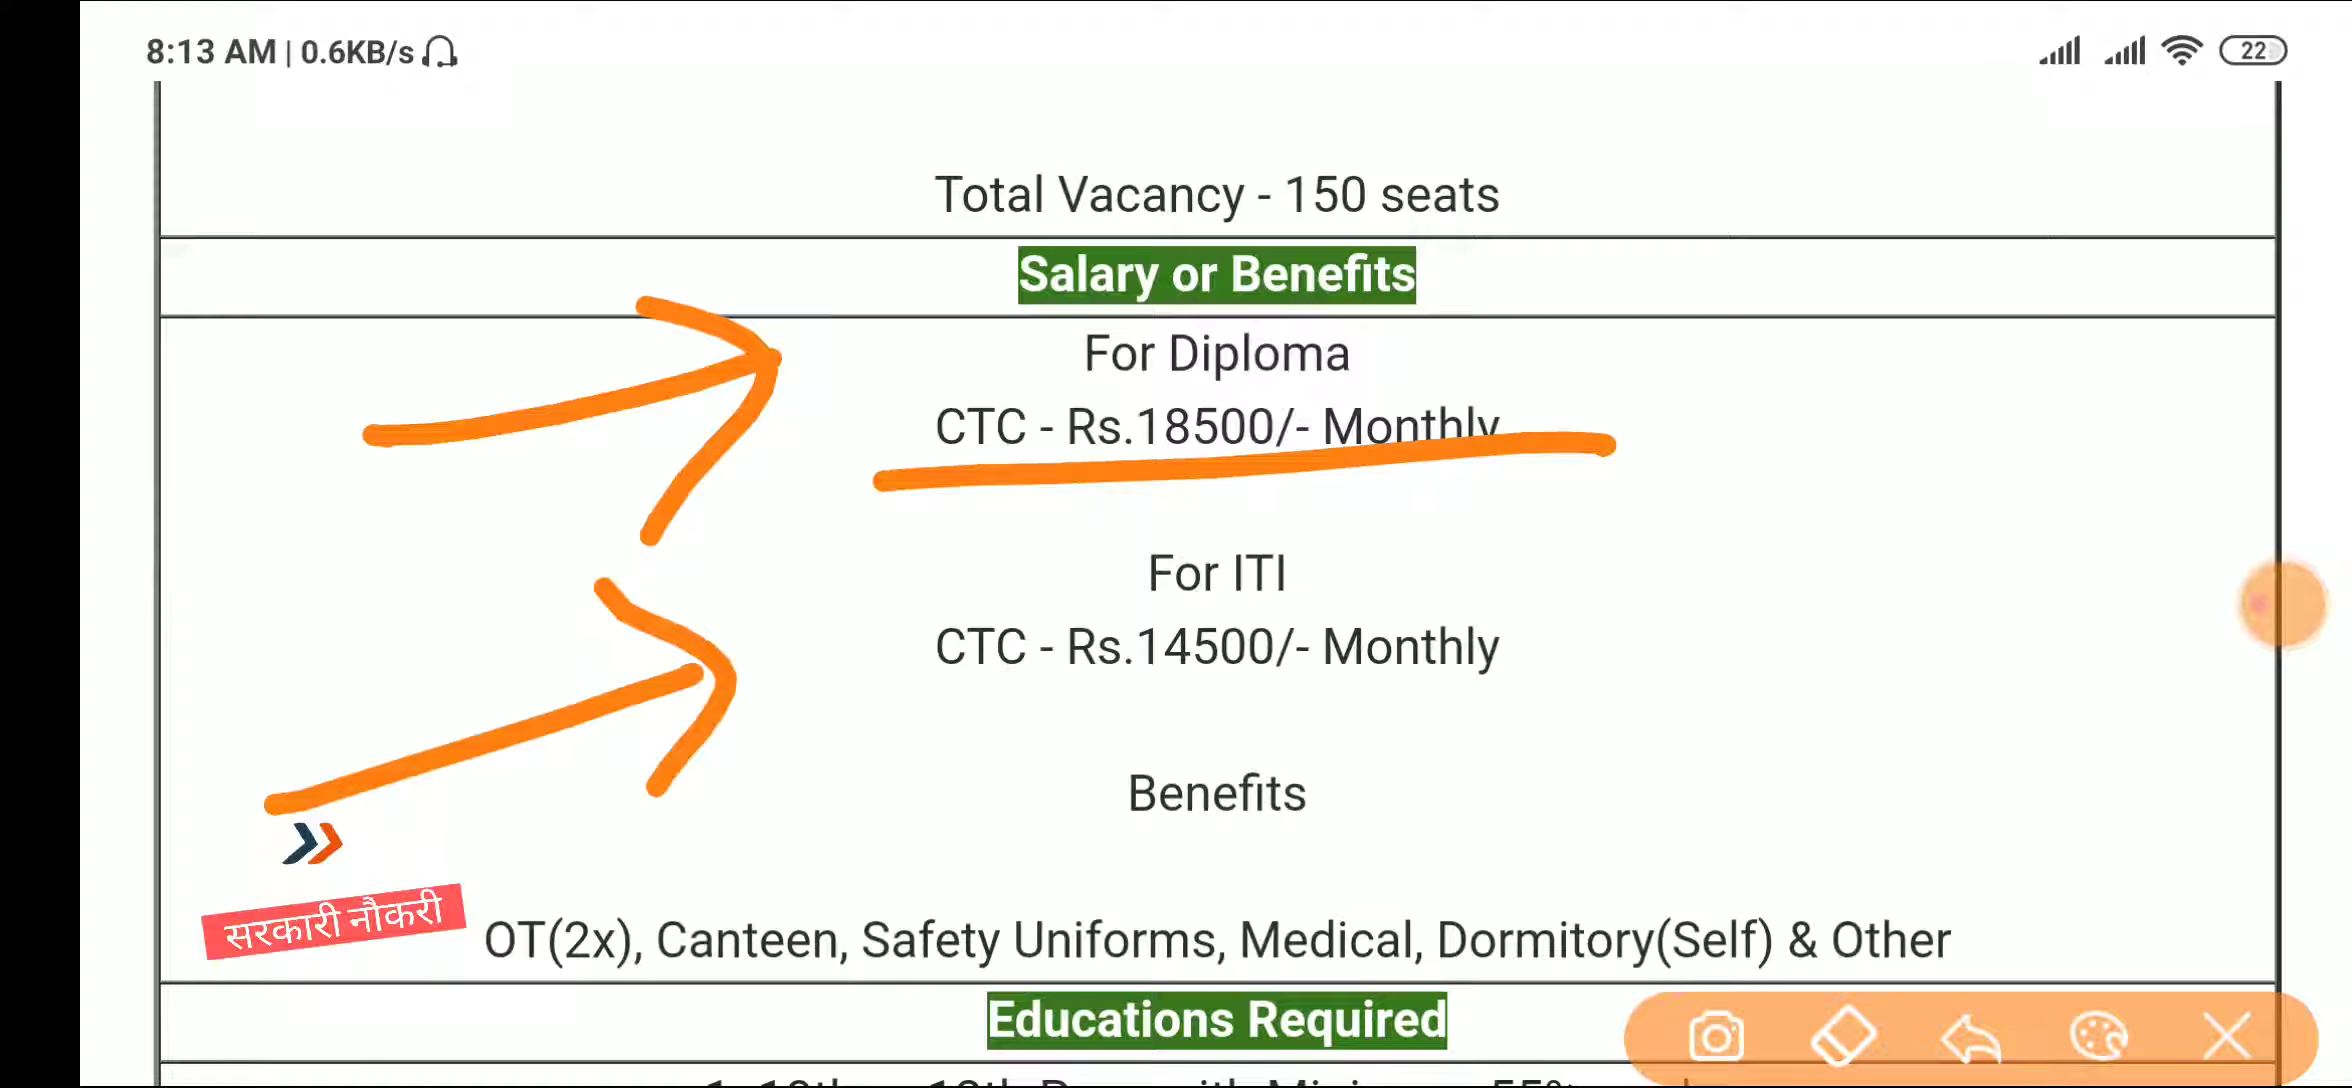 8:13 AM | 0.6KB/s
22
Total Vacancy - 150 seats
Salary or Benefits
For Diploma
CTC - Rs.18500/- Monthly
For ITI
CTC - Rs.14500/- Monthly
Benefits
सरकारी नौकरी
OT(2x), Canteen, Safety Uniforms, Medical, Dormitory(Self) & Other
Educations Required